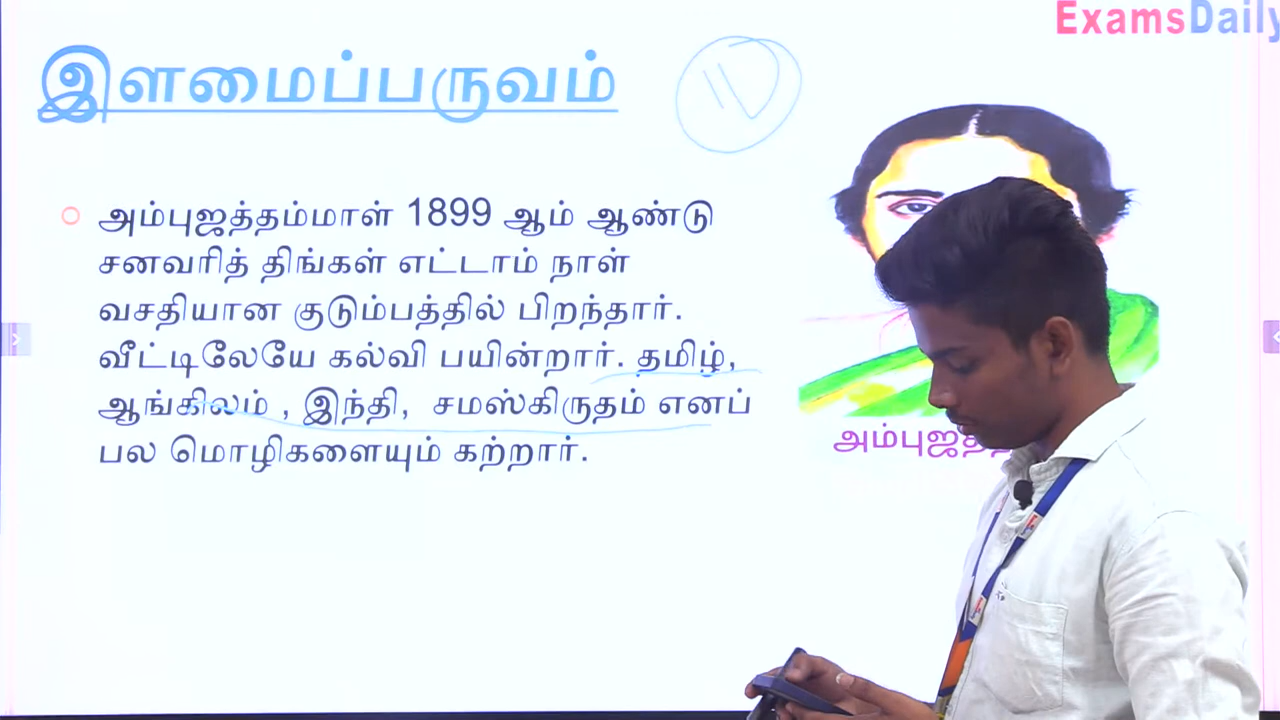 ExamsDaily
இளமைப்பருவம்
அம்புஜத்தம்மாள் 1899 ஆம் ஆண்டு
சனவரித் திங்கள் எட்டாம் நாள்
வசதியான குடும்பத்தில் பிறந்தார்.
வீட்டிலேயே கல்வி பயின்றார். தமிழ்,
ஆங்கிலம் , இந்தி, சமஸ்கிருதம் எனப்
பல மொழிகளையும் கற்றார்.